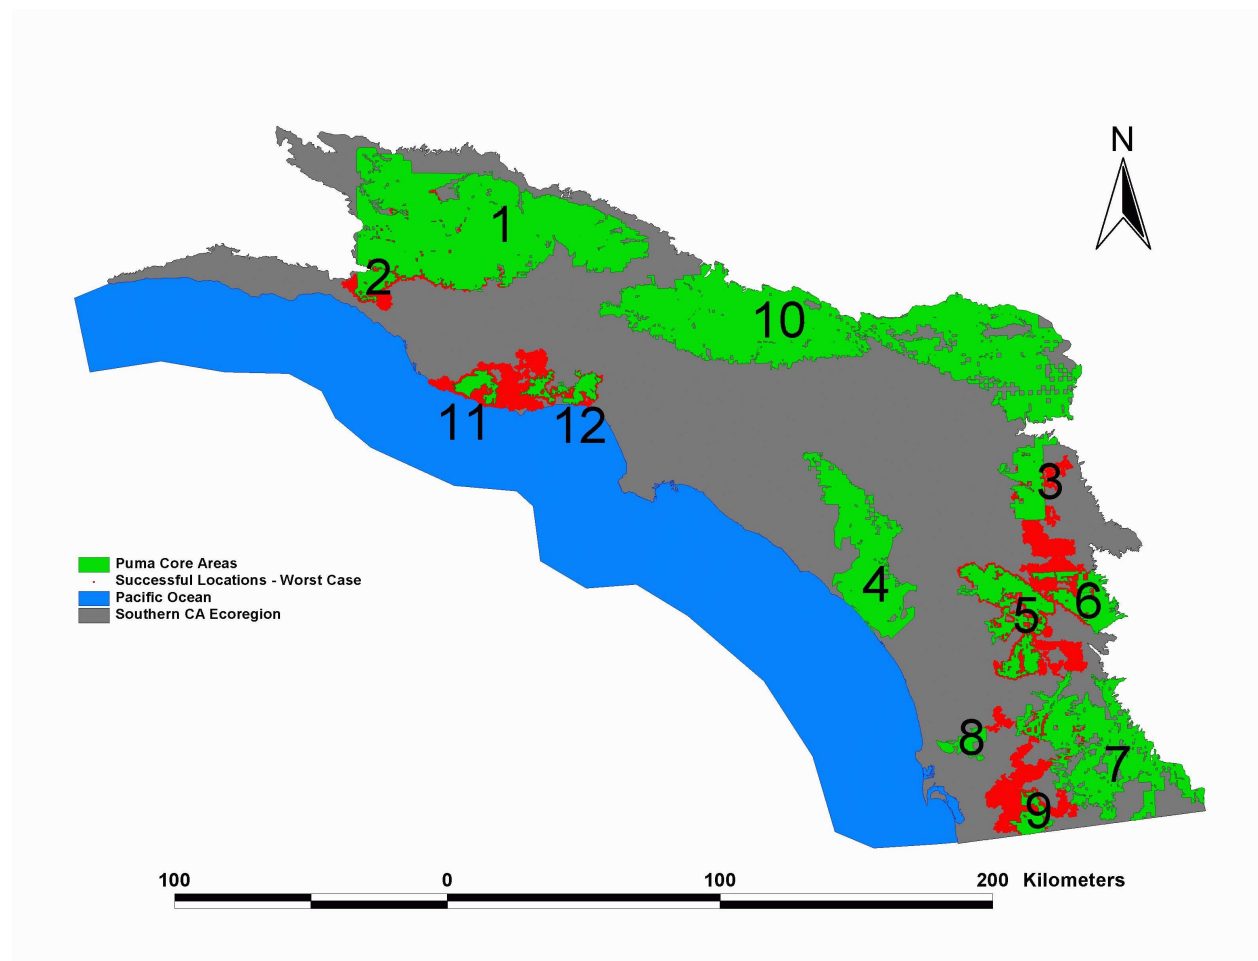 N
1
2
10
11
12
3
4
5
6
8
7
9
Puma Core Areas
Successful Locations - Worst Case
Pacific Ocean
Southern CA Ecoregion
100 0 100 200 Kilometers